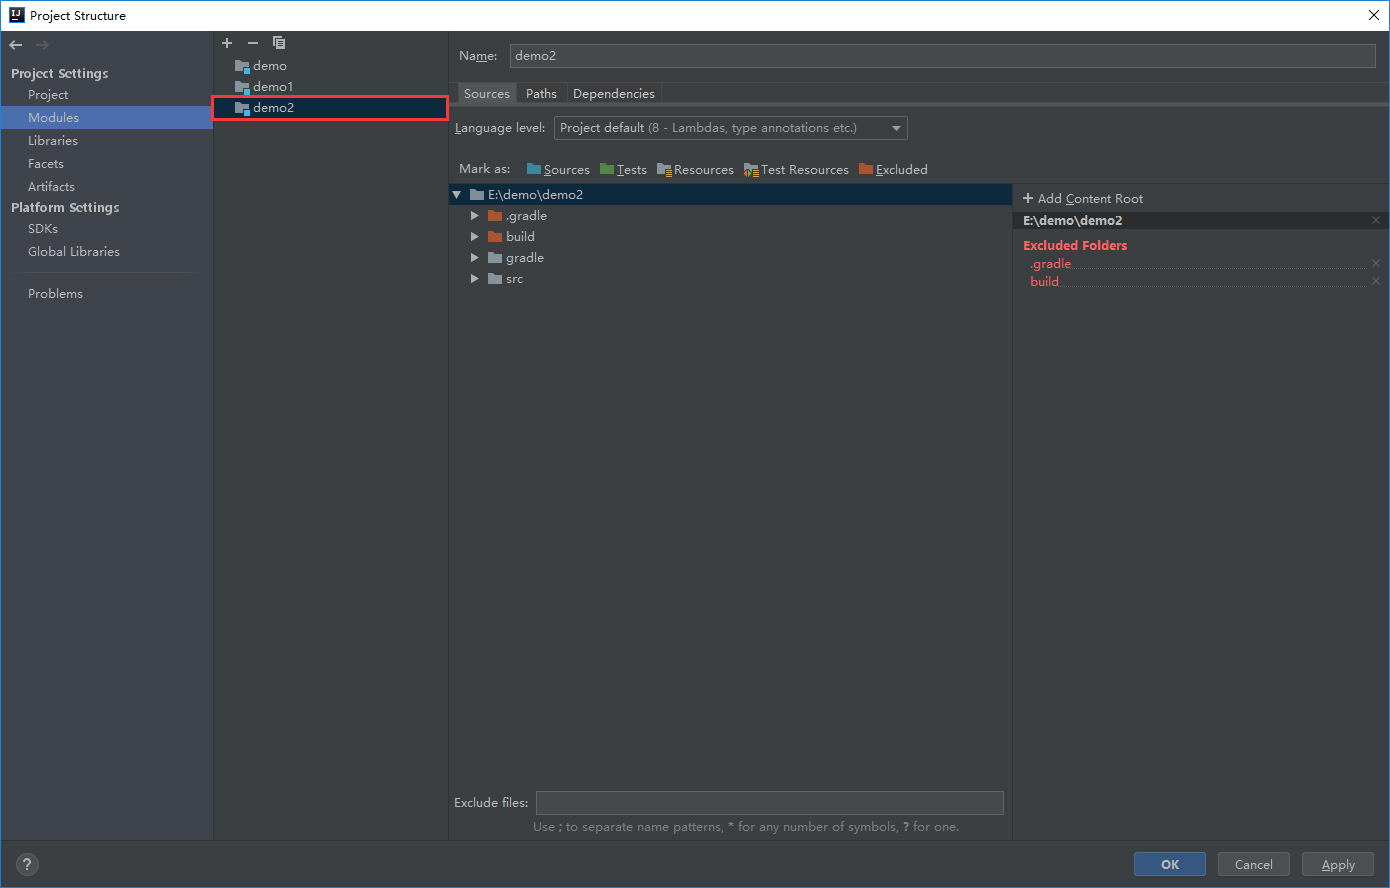 Project Structure
Project Settings
Project
Modules
Libraries
Facets
Artifacts
Platform Settings
SDKs
Global Libraries
Problems
demo
demo1
demo2
Name: demo2
Sources Paths Dependencies
Language level: Project default (8 - Lambdas, type annotations etc.)
Mark as: Sources Tests Resources Test Resources Excluded
E:\demo\demo2
.gradle
build
gradle
src
Add Content Root
E:\demo\demo2
Excluded Folders
.gradle
build
Exclude files:
Use ; to separate name patterns, * for any number of symbols, ? for one.
?
OK Cancel Apply